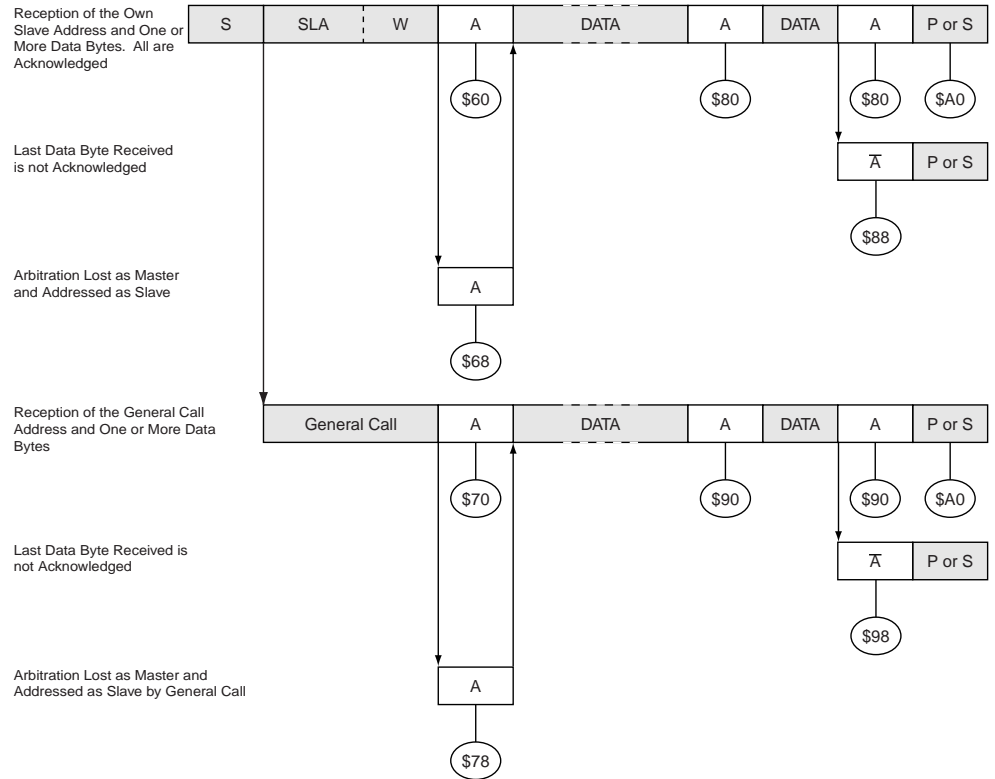 Reception of the Own
Slave Address and One or
More Data Bytes. All are
Acknowledged
S SLA W A DATA A DATA A P or S
$60 $80 $80 $A0
Last Data Byte Received
is not Acknowledged
A̅ P or S
$88
Arbitration Lost as Master
and Addressed as Slave
A
$68
Reception of the General Call
Address and One or More Data
Bytes
General Call A DATA A DATA A P or S
$70 $90 $90 $A0
Last Data Byte Received is
not Acknowledged
A̅ P or S
$98
Arbitration Lost as Master and
Addressed as Slave by General Call
A
$78